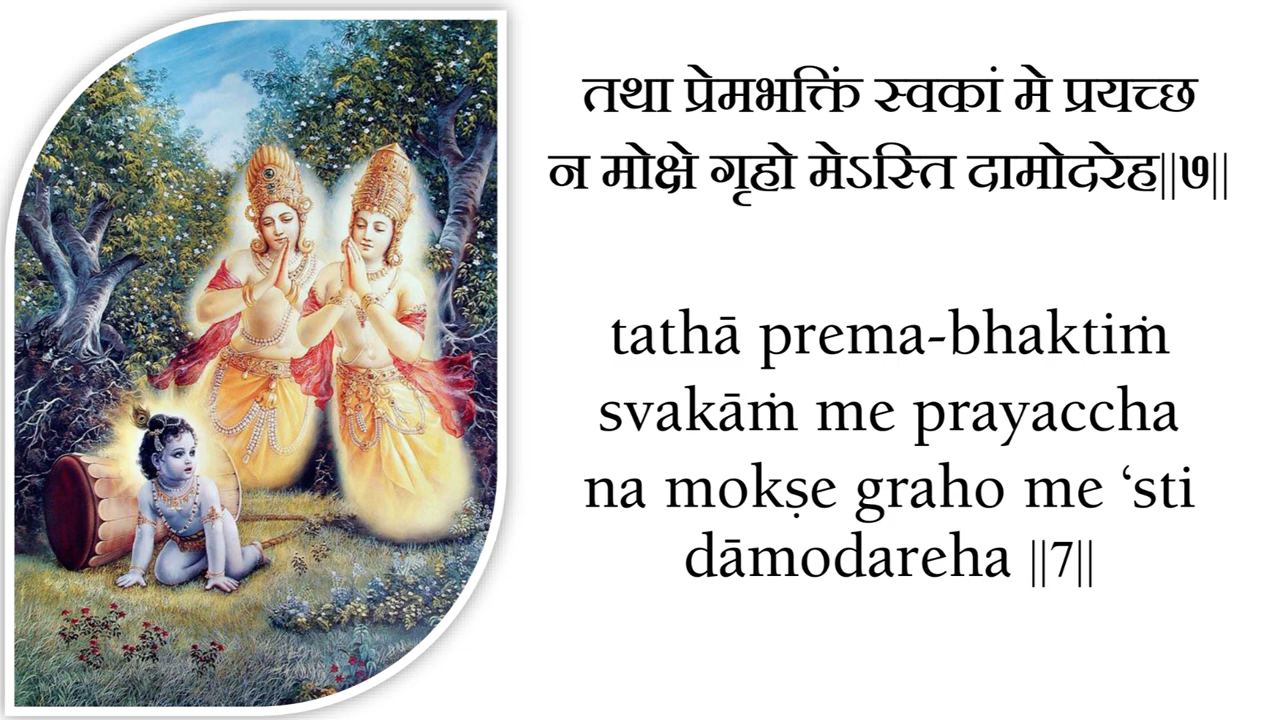 तथा प्रेमभक्तिं स्वकां मे प्रयच्छ
न मोक्षे गृहो मेऽस्ति दामोदरेह||७||
tathā prema-bhaktiṁ
svakāṁ me prayaccha
na mokṣe graho me ‘sti
dāmodareha ||7||